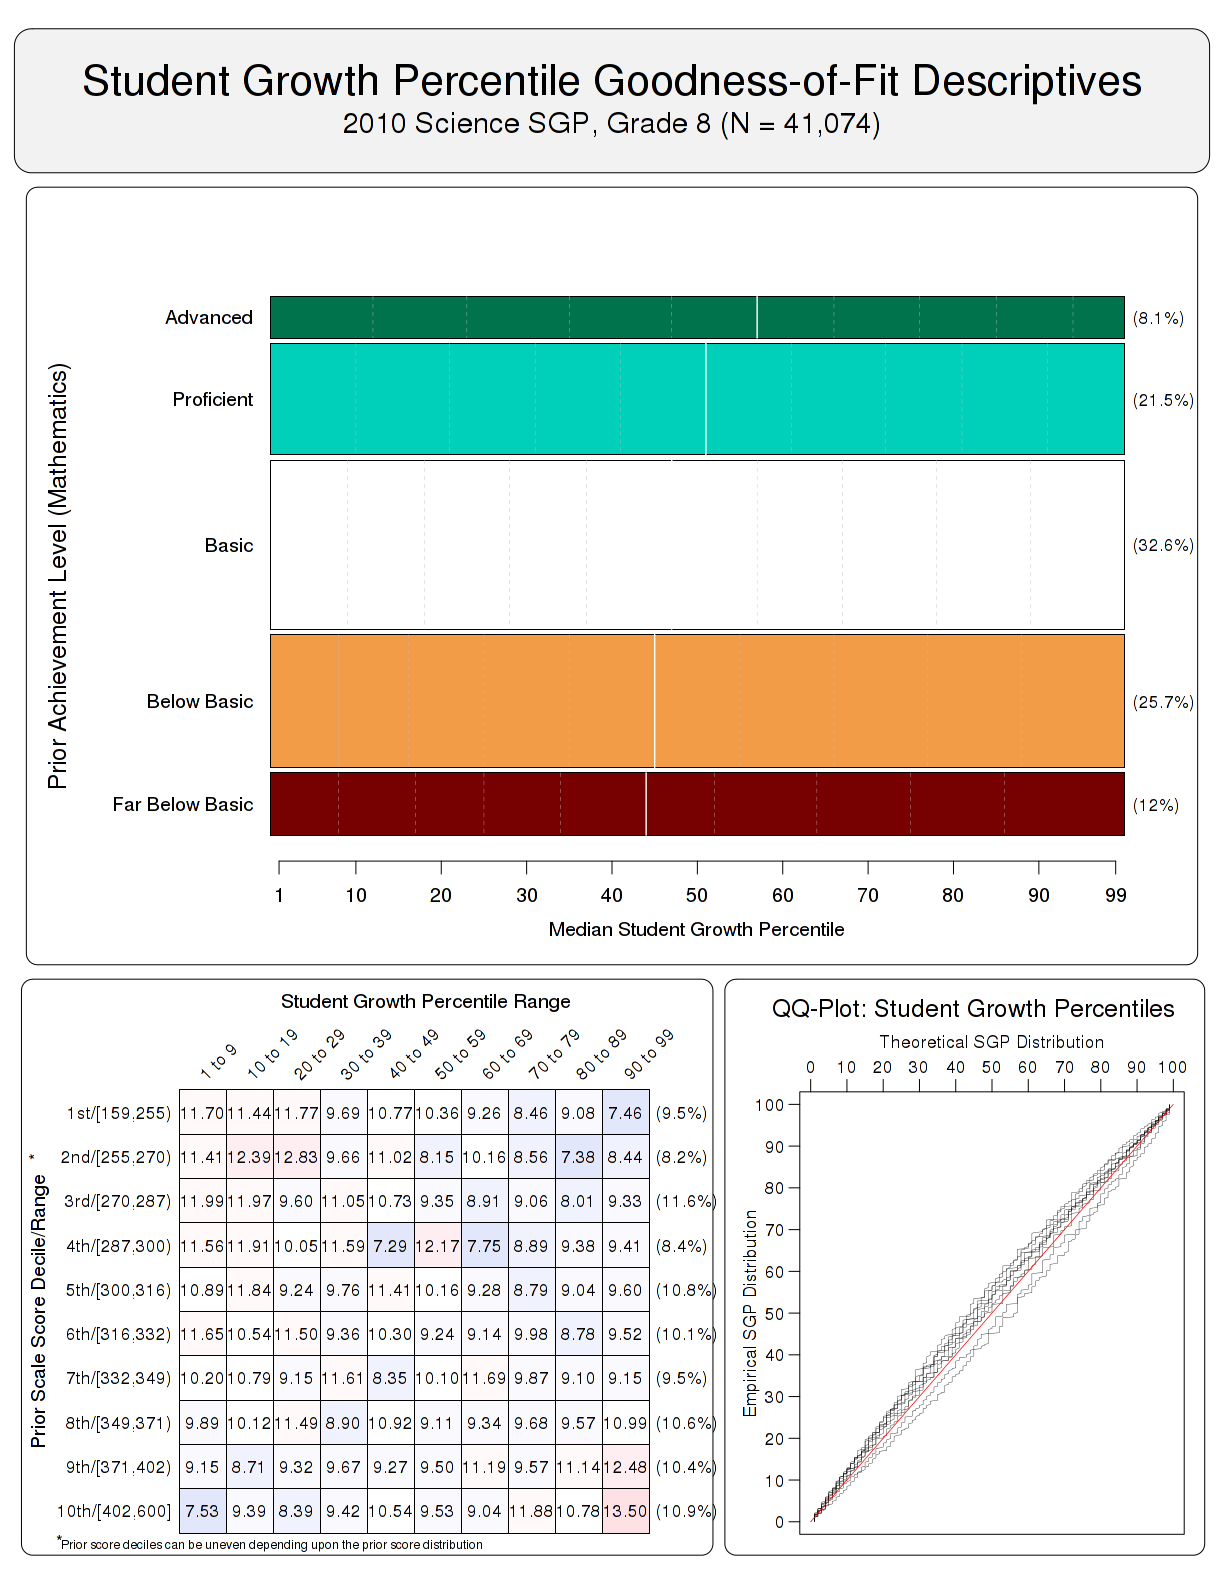 Student Growth Percentile Goodness-of-Fit Descriptives
2010 Science SGP, Grade 8 (N = 41,074)
Prior Achievement Level (Mathematics)
Advanced (8.1%)
Proficient (21.5%)
Basic (32.6%)
Below Basic (25.7%)
Far Below Basic (12%)
1 10 20 30 40 50 60 70 80 90 99
Median Student Growth Percentile
Student Growth Percentile Range
1 to 9 10 to 19 20 to 29 30 to 39 40 to 49 50 to 59 60 to 69 70 to 79 80 to 89 90 to 99
Prior Scale Score Decile/Range *
1st/[159,255) 11.70 11.44 11.77 9.69 10.77 10.36 9.26 8.46 9.08 7.46 (9.5%)
2nd/[255,270) 11.41 12.39 12.83 9.66 11.02 8.15 10.16 8.56 7.38 8.44 (8.2%)
3rd/[270,287) 11.99 11.97 9.60 11.05 10.73 9.35 8.91 9.06 8.01 9.33 (11.6%)
4th/[287,300) 11.56 11.91 10.05 11.59 7.29 12.17 7.75 8.89 9.38 9.41 (8.4%)
5th/[300,316) 10.89 11.84 9.24 9.76 11.41 10.16 9.28 8.79 9.04 9.60 (10.8%)
6th/[316,332) 11.65 10.54 11.50 9.36 10.30 9.24 9.14 9.98 8.78 9.52 (10.1%)
7th/[332,349) 10.20 10.79 9.15 11.61 8.35 10.10 11.69 9.87 9.10 9.15 (9.5%)
8th/[349,371) 9.89 10.12 11.49 8.90 10.92 9.11 9.34 9.68 9.57 10.99 (10.6%)
9th/[371,402) 9.15 8.71 9.32 9.67 9.27 9.50 11.19 9.57 11.14 12.48 (10.4%)
10th/[402,600] 7.53 9.39 8.39 9.42 10.54 9.53 9.04 11.88 10.78 13.50 (10.9%)
*Prior score deciles can be uneven depending upon the prior score distribution
QQ-Plot: Student Growth Percentiles
Theoretical SGP Distribution
0 10 20 30 40 50 60 70 80 90 100
Empirical SGP Distribution
100
90
80
70
60
50
40
30
20
10
0